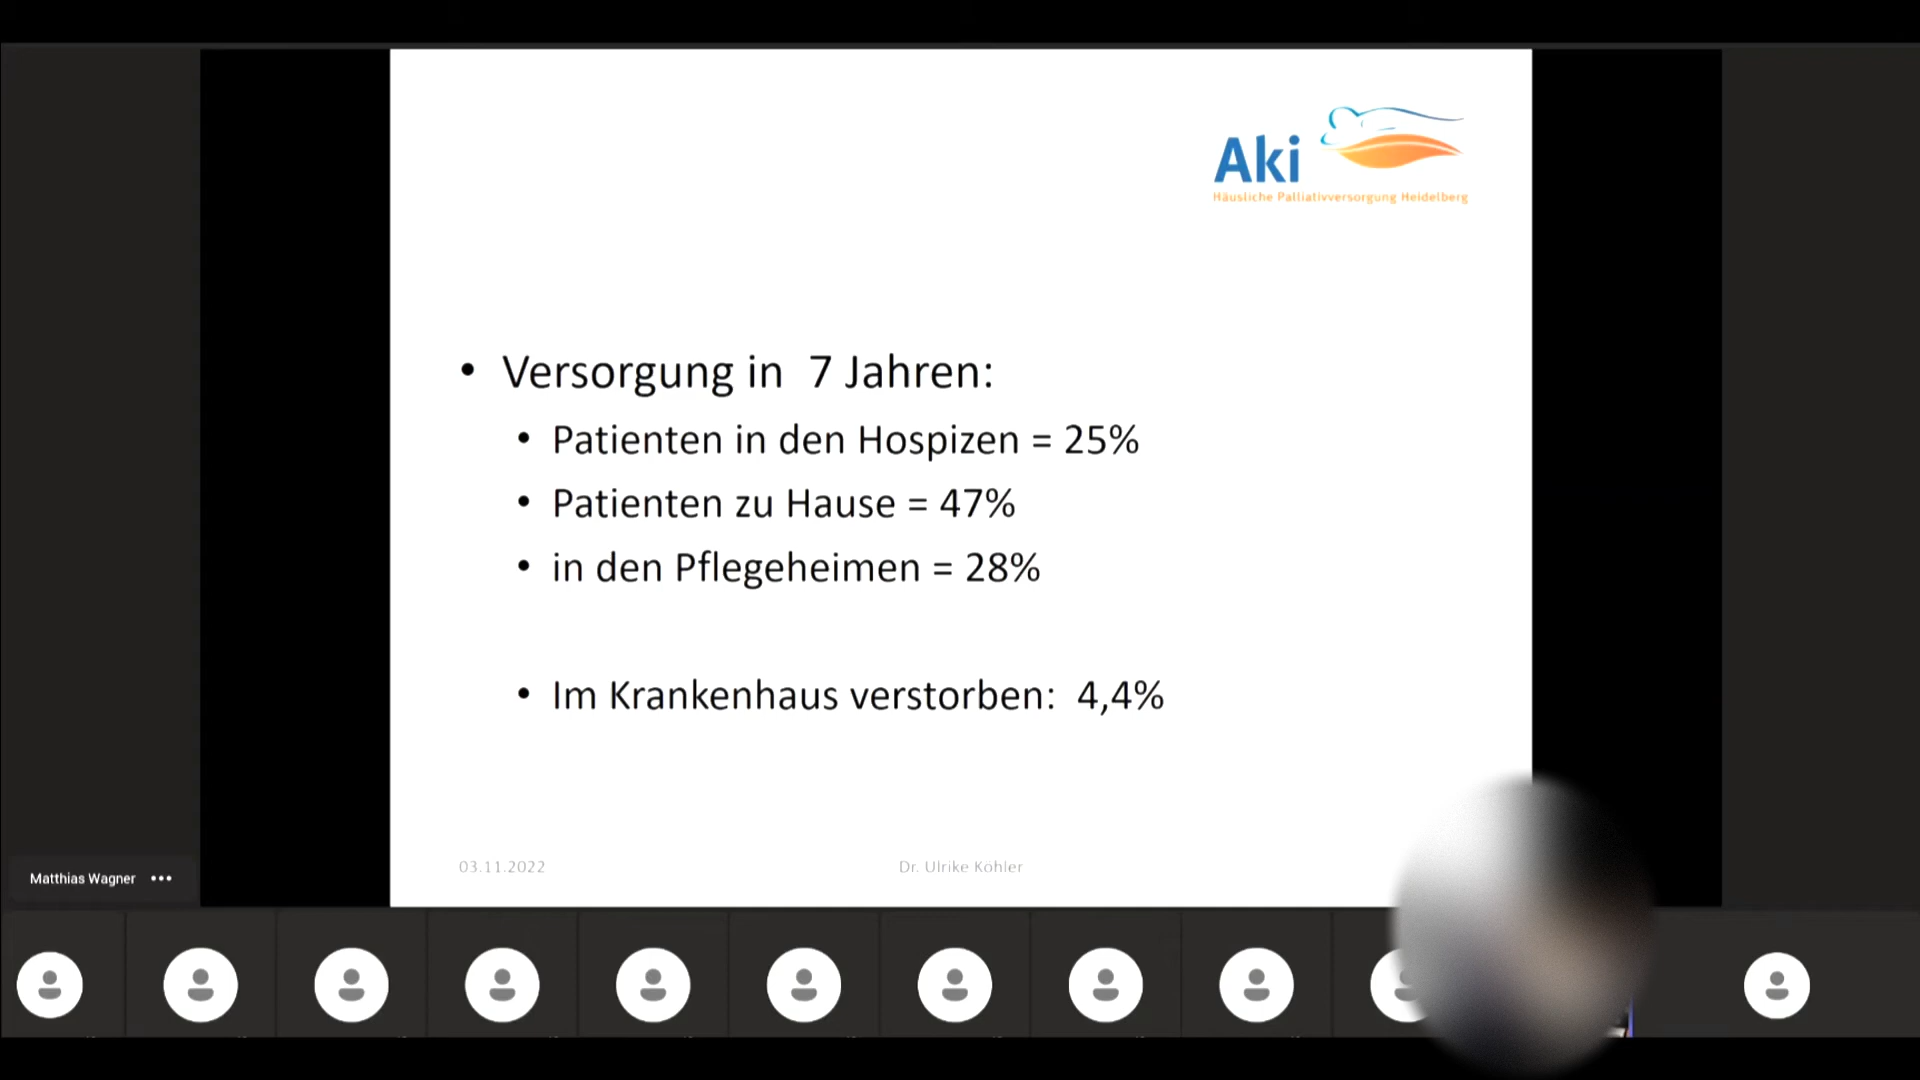 Aki
Häusliche Palliativversorgung Heidelberg
• Versorgung in 7 Jahren:
• Patienten in den Hospizen = 25%
• Patienten zu Hause = 47%
• in den Pflegeheimen = 28%
• Im Krankenhaus verstorben: 4,4%
03.11.2022
Dr. Ulrike Köhler
Matthias Wagner •••